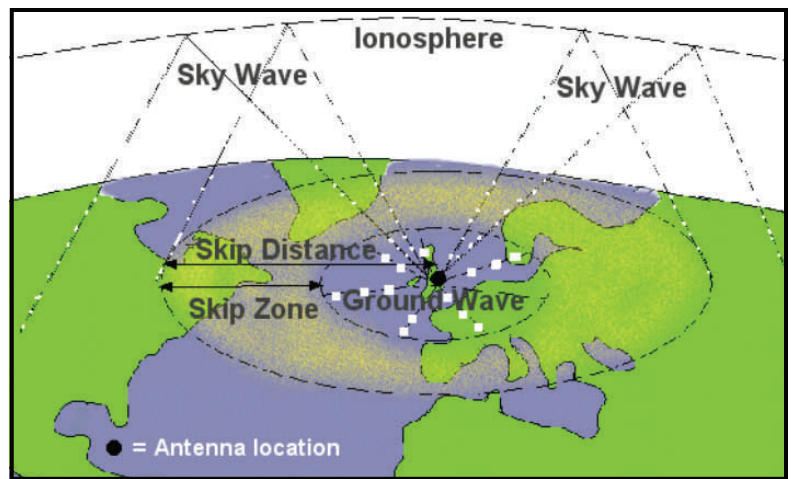 Ionosphere
Sky Wave
Sky Wave
Skip Distance
Skip Zone
Ground Wave
= Antenna location